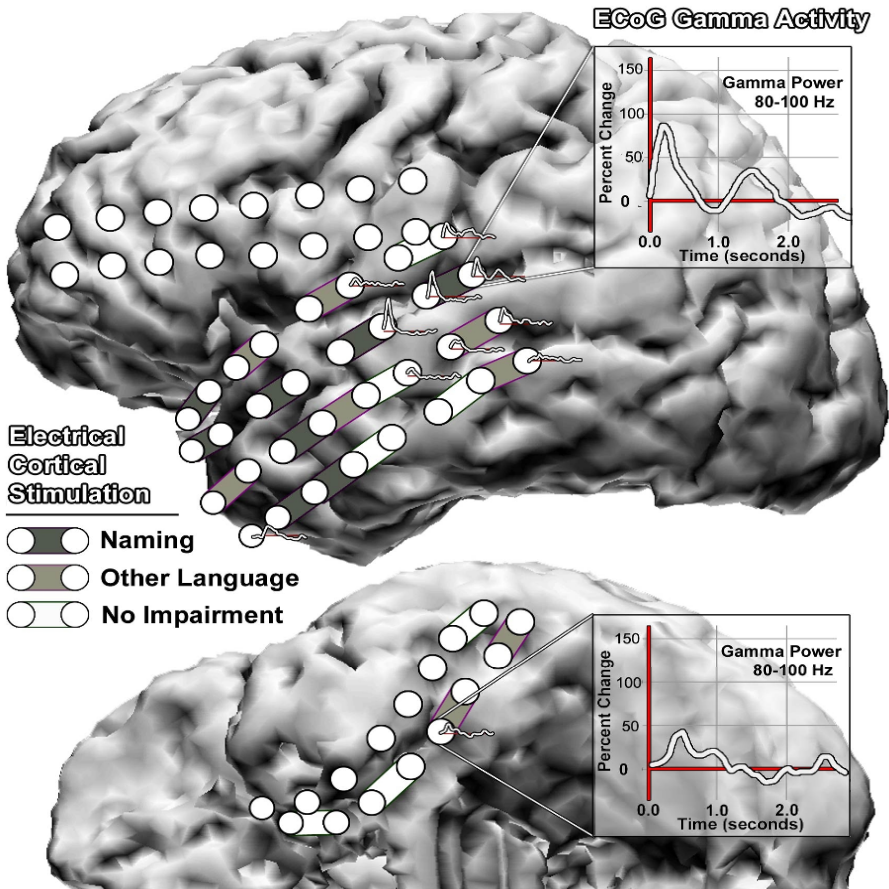 ECoG Gamma Activity
150
100
50
0
Percent Change
Gamma Power
80-100 Hz
0.0 1.0 2.0
Time (seconds)
Electrical
Cortical
Stimulation
Naming
Other Language
No Impairment
150
100
50
0
Percent Change
Gamma Power
80-100 Hz
0.0 1.0 2.0
Time (seconds)